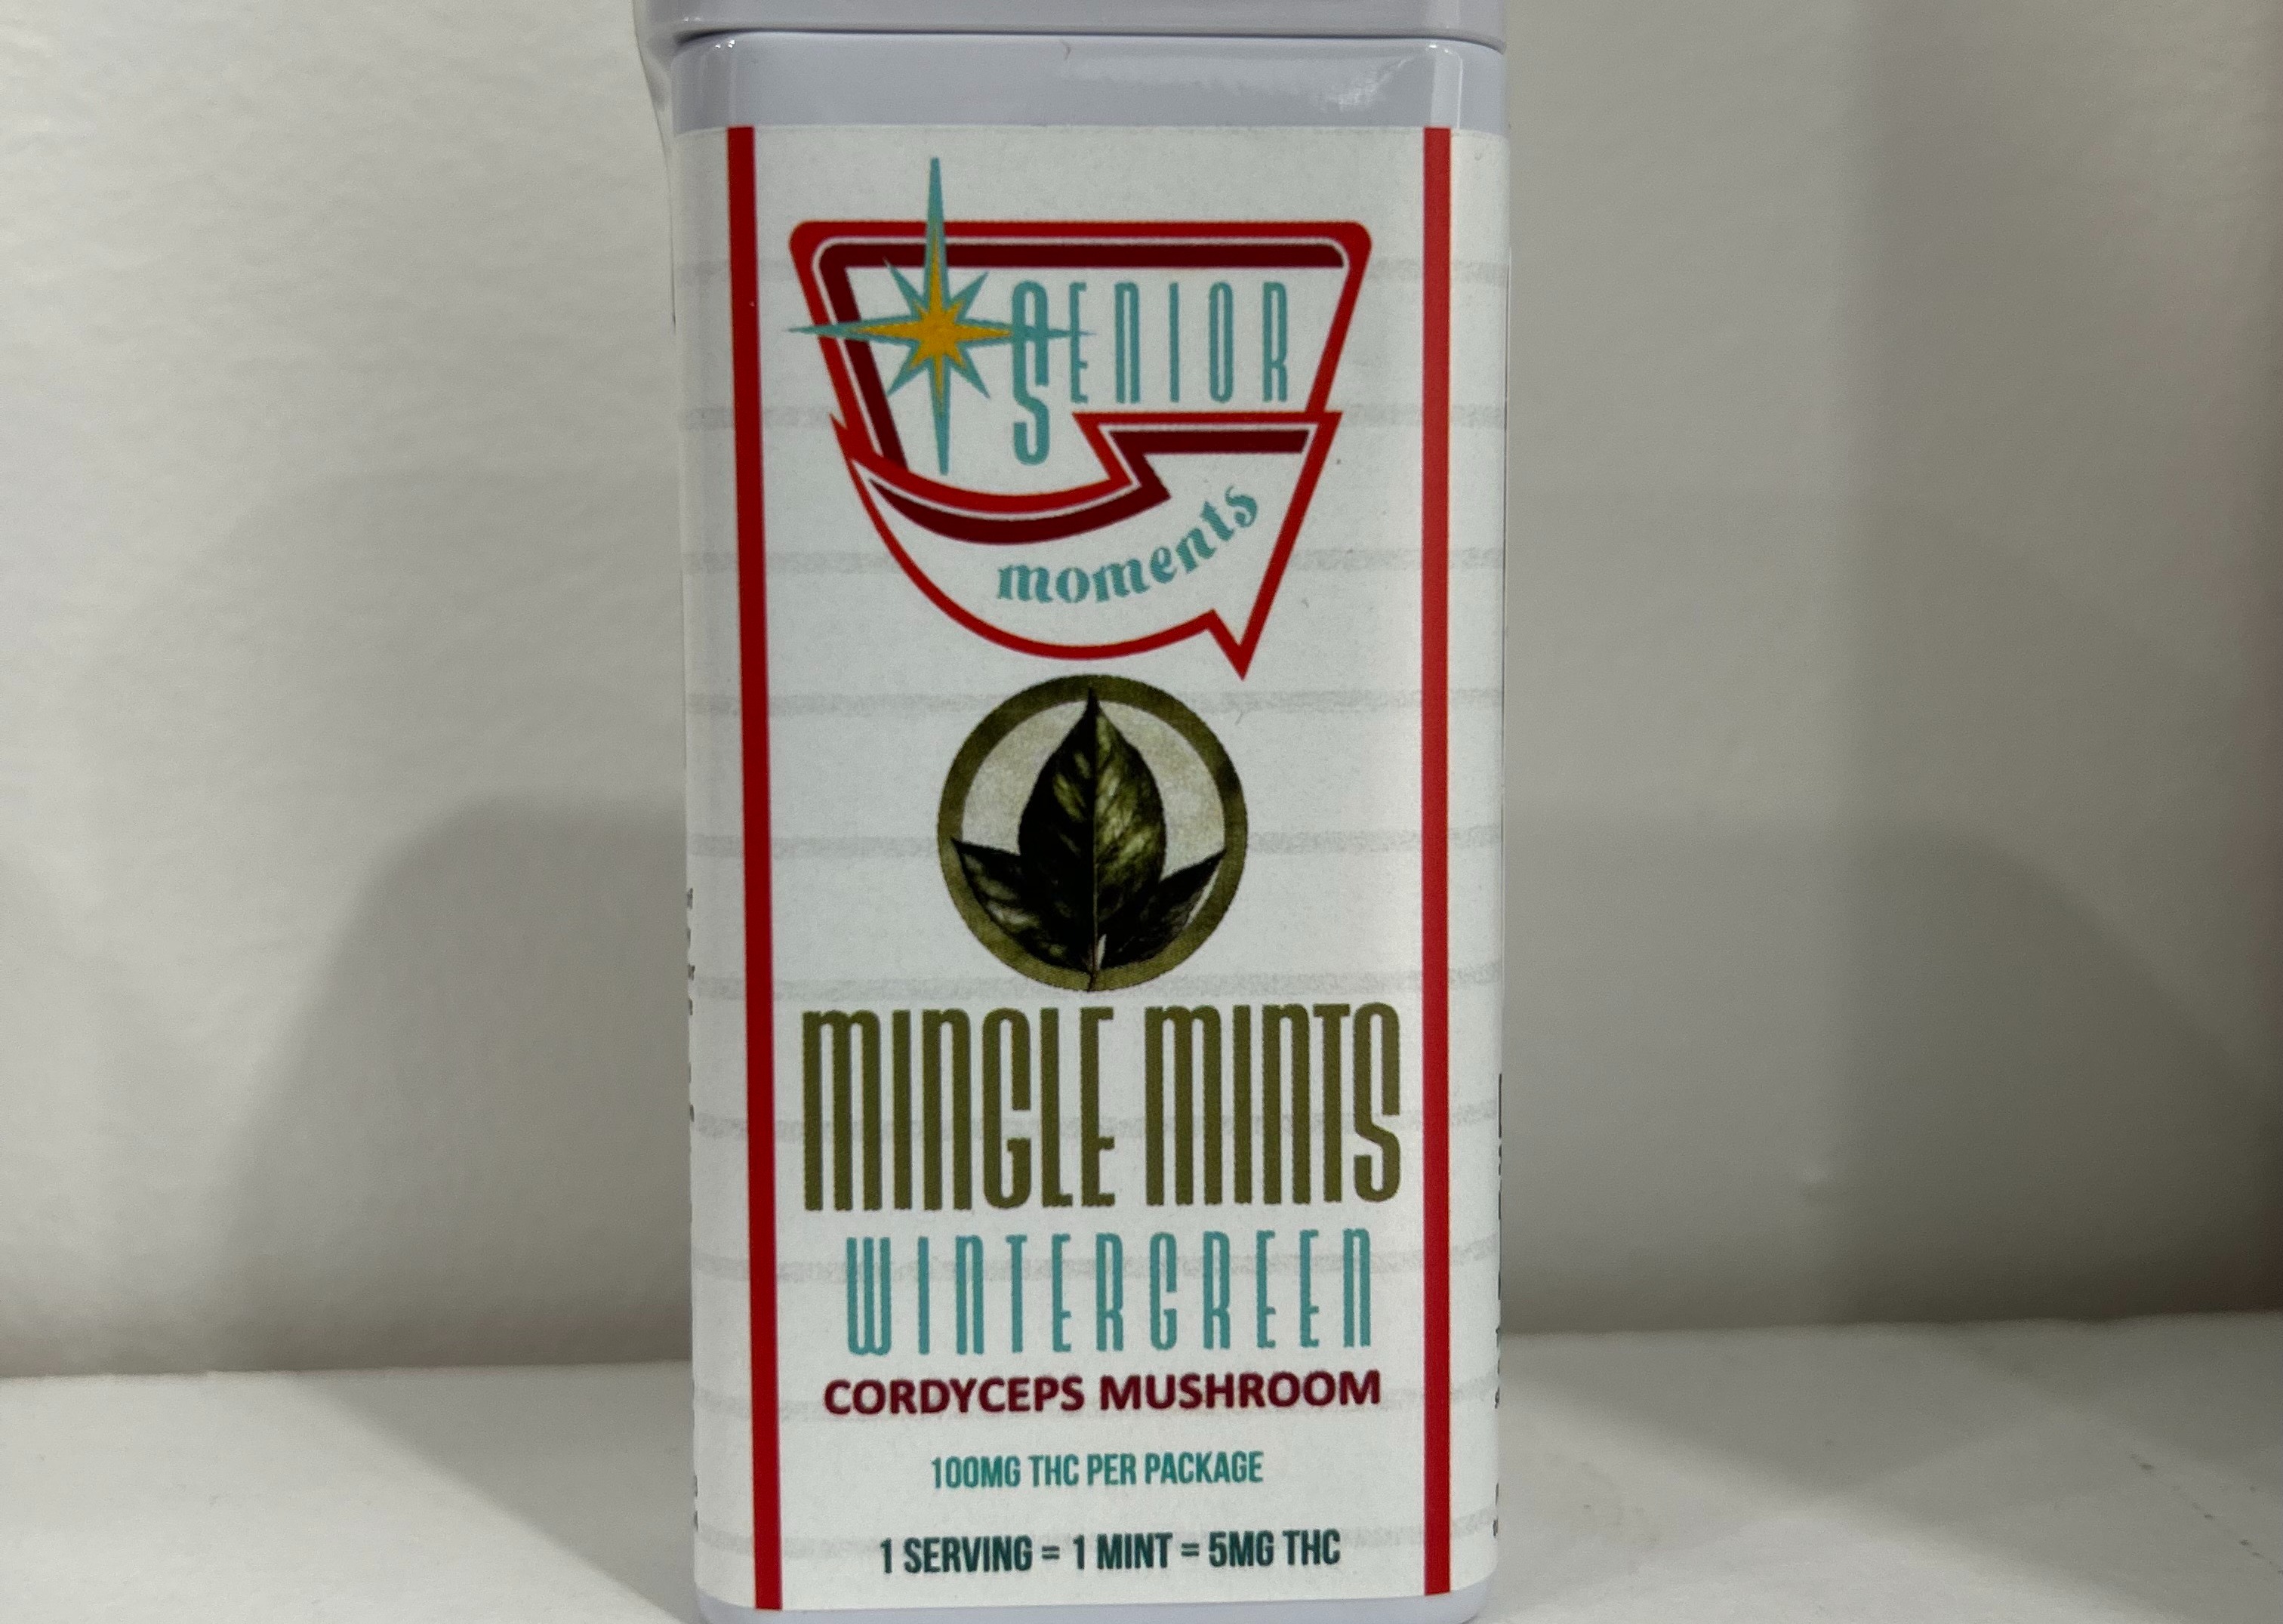 SENIOR
moments
MINGLE MINTS
WINTERGREEN
CORDYCEPS MUSHROOM
100MG THC PER PACKAGE
1 SERVING = 1 MINT = 5MG THC